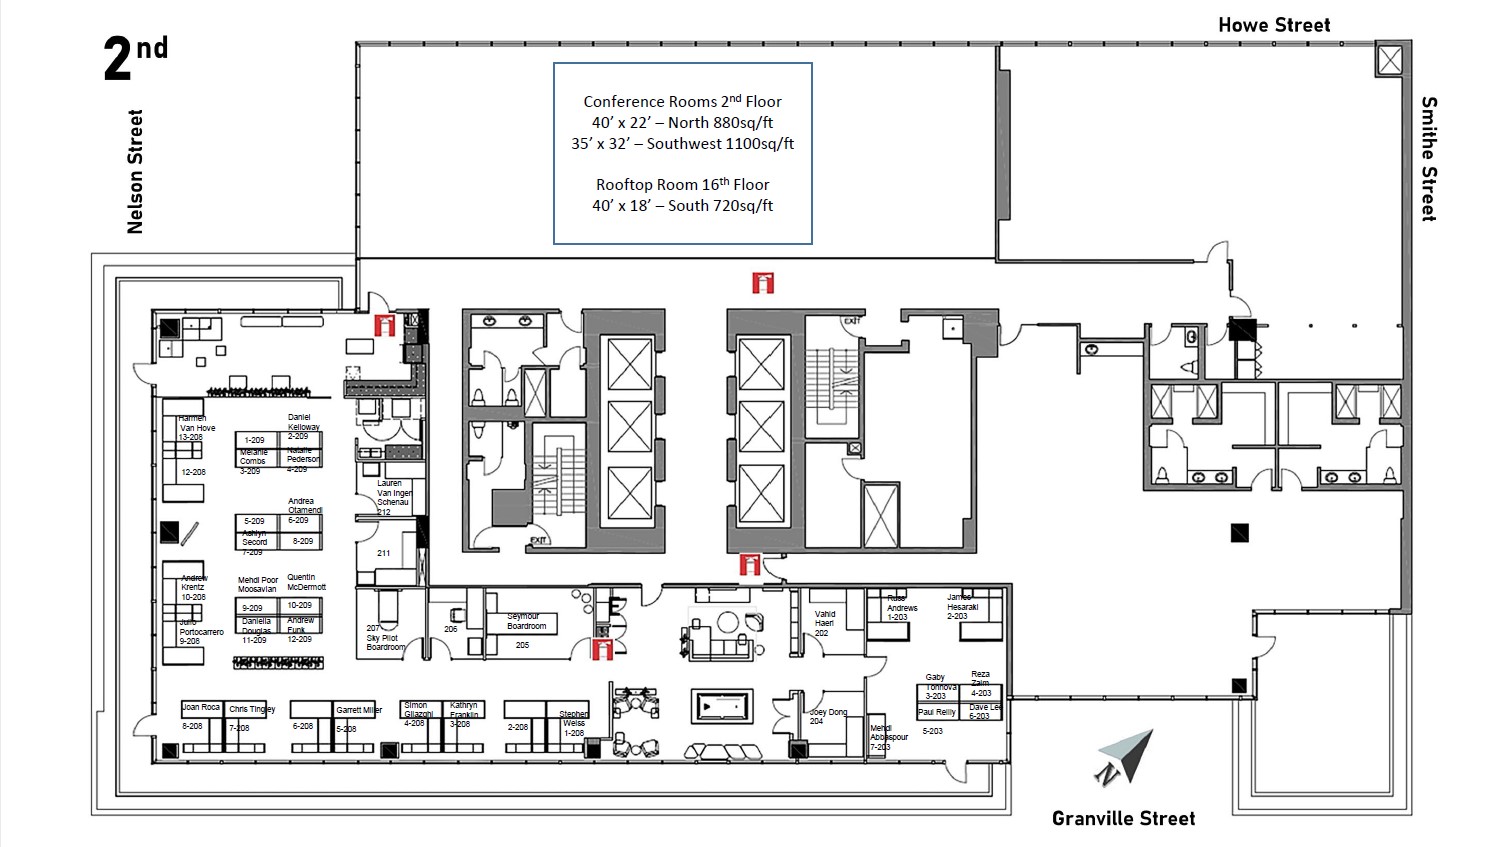 Howe Street
2nd
Nelson Street
Smithe Street
Conference Rooms 2nd Floor
40’ x 22’ – North 880sq/ft
35’ x 32’ – Southwest 1100sq/ft
Rooftop Room 16th Floor
40’ x 18’ – South 720sq/ft
EXIT
EXIT
Harmen
Van Hove
13-208
12-208
1-209
Daniel
Kelloway
2-209
Melanie
Combs
3-209
Natalie
Pederson
4-209
Lauren
Van Ingen
Schenau
212
5-209
Andrea
Otamendi
6-209
Ashlyn
Secord
7-209
8-209
211
Andrew
Krentz
10-208
Mehdi Poor
Moosavian
9-209
Quentin
McDermott
10-209
Julio
Portocarrero
9-208
Daniella
Douglas
11-209
Andrew
Funk
12-209
207
Sky Pilot
Boardroom
206
Seymour
Boardroom
205
Vahid
Haeri
202
Russ
Andrews
1-203
James
Hesaraki
2-203
Gaby
Tonnova
3-203
Reza
Zaim
4-203
Paul Reilly
5-203
Dave Lee
6-203
Mehdi
Abbaspour
7-203
Joey Dong
204
Joan Roca
8-208
Chris Tingley
7-208
6-208
Garrett Miller
5-208
Simon
Gilazghi
4-208
Kathryn
Franklin
3-208
2-208
Stephen
Weiss
1-208
N
Granville Street